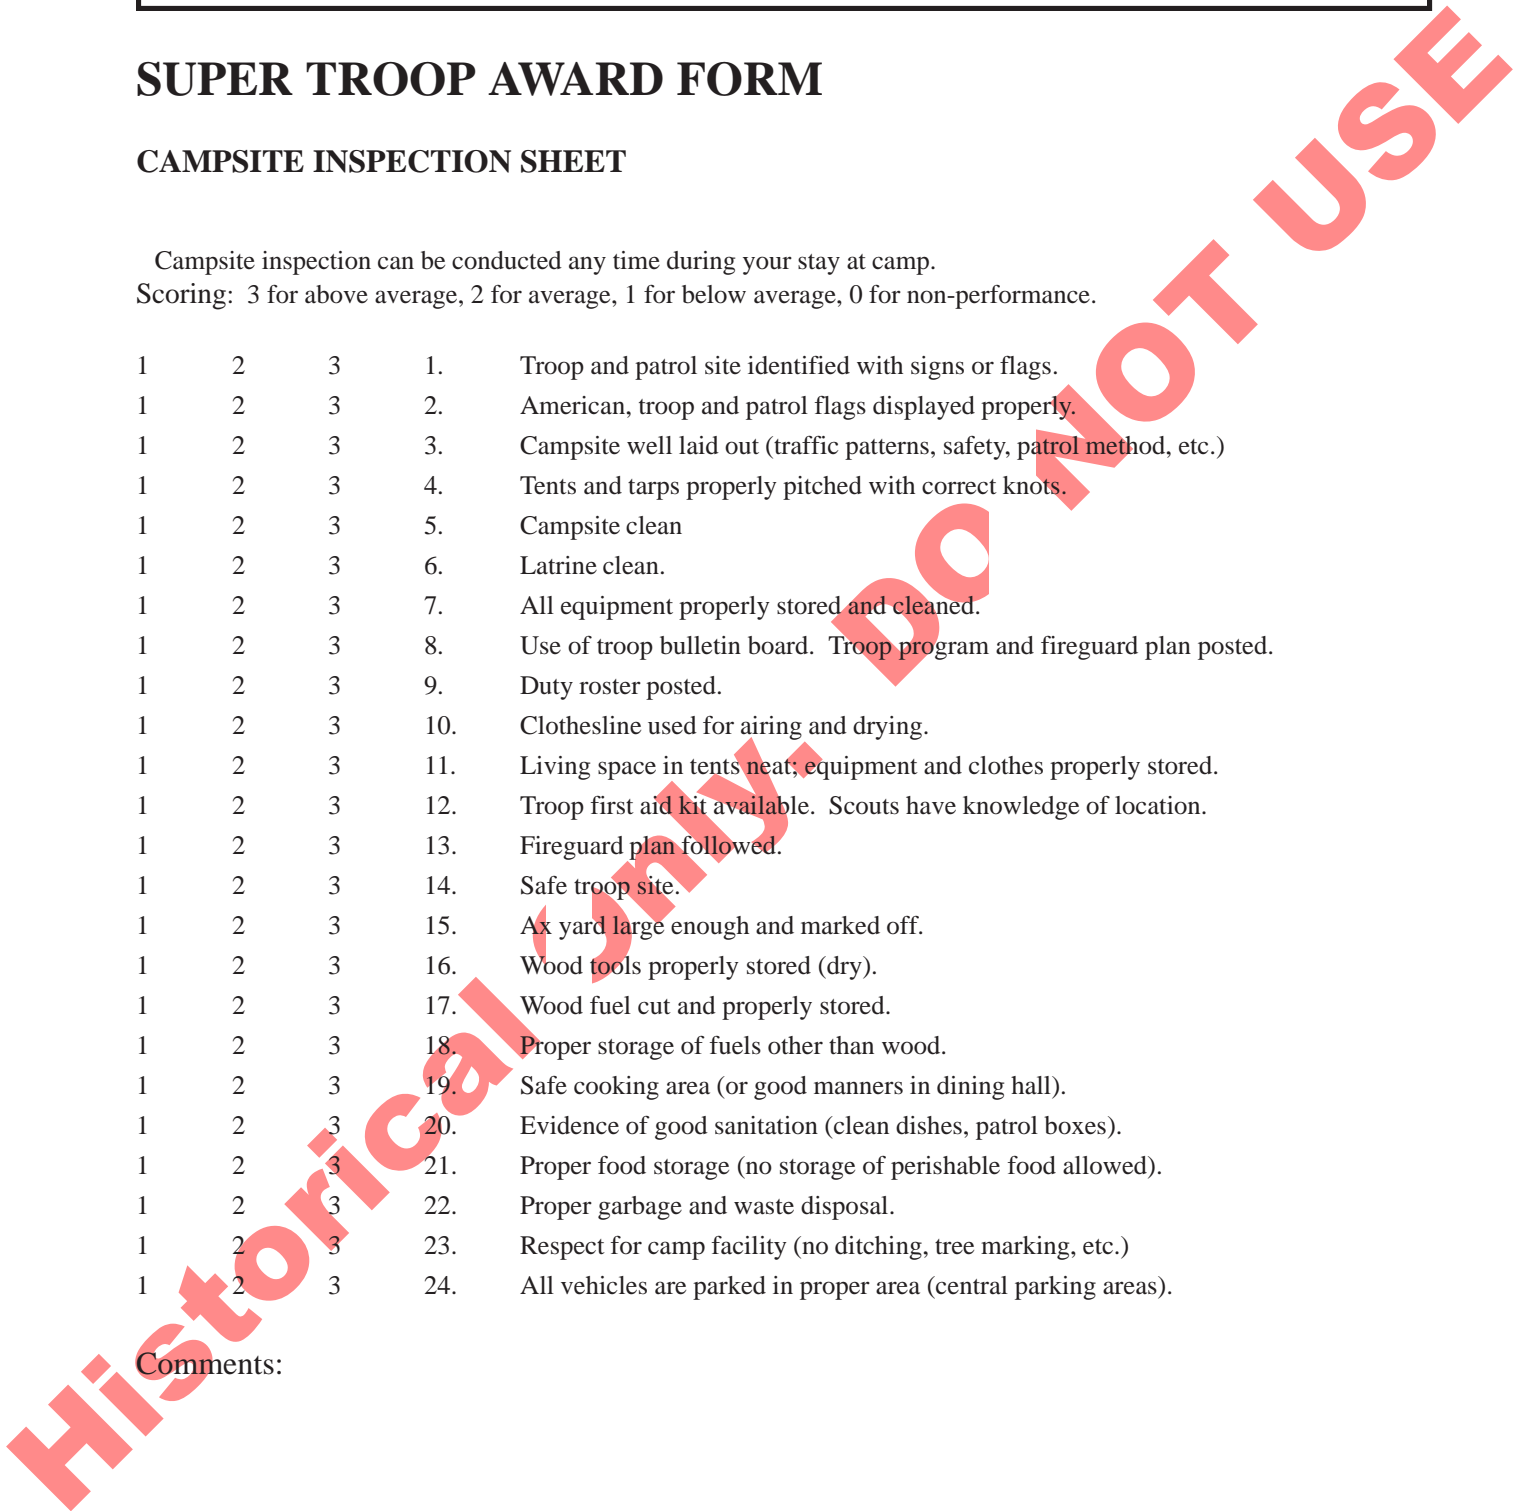 SUPER TROOP AWARD FORM
CAMPSITE INSPECTION SHEET
Campsite inspection can be conducted any time during your stay at camp.
Scoring: 3 for above average, 2 for average, 1 for below average, 0 for non-performance.
1 2 3 1. Troop and patrol site identified with signs or flags.
1 2 3 2. American, troop and patrol flags displayed properly.
1 2 3 3. Campsite well laid out (traffic patterns, safety, patrol method, etc.)
1 2 3 4. Tents and tarps properly pitched with correct knots.
1 2 3 5. Campsite clean
1 2 3 6. Latrine clean.
1 2 3 7. All equipment properly stored and cleaned.
1 2 3 8. Use of troop bulletin board. Troop program and fireguard plan posted.
1 2 3 9. Duty roster posted.
1 2 3 10. Clothesline used for airing and drying.
1 2 3 11. Living space in tents neat; equipment and clothes properly stored.
1 2 3 12. Troop first aid kit available. Scouts have knowledge of location.
1 2 3 13. Fireguard plan followed.
1 2 3 14. Safe troop site.
1 2 3 15. Ax yard large enough and marked off.
1 2 3 16. Wood tools properly stored (dry).
1 2 3 17. Wood fuel cut and properly stored.
1 2 3 18. Proper storage of fuels other than wood.
1 2 3 19. Safe cooking area (or good manners in dining hall).
1 2 3 20. Evidence of good sanitation (clean dishes, patrol boxes).
1 2 3 21. Proper food storage (no storage of perishable food allowed).
1 2 3 22. Proper garbage and waste disposal.
1 2 3 23. Respect for camp facility (no ditching, tree marking, etc.)
1 2 3 24. All vehicles are parked in proper area (central parking areas).
Comments:
Historical Only. DO NOT USE